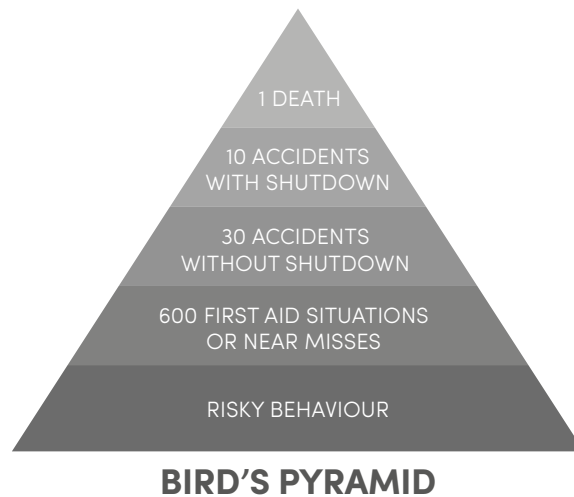 1 DEATH
10 ACCIDENTS
WITH SHUTDOWN
30 ACCIDENTS
WITHOUT SHUTDOWN
600 FIRST AID SITUATIONS
OR NEAR MISSES
RISKY BEHAVIOUR
BIRD’S PYRAMID